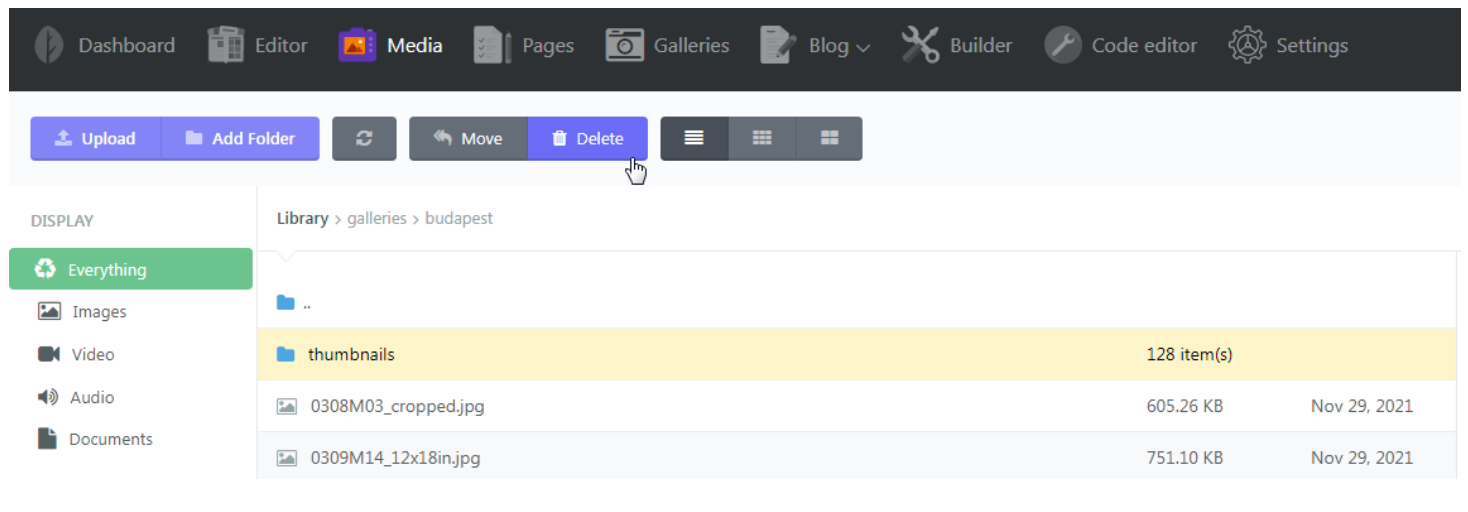 Dashboard Editor Media Pages Galleries Blog Builder Code editor Settings
Upload Add Folder Move Delete
DISPLAY
Library > galleries > budapest
Everything
Images
..
Video
thumbnails 128 item(s)
Audio
0308M03_cropped.jpg 605.26 KB Nov 29, 2021
Documents
0309M14_12x18in.jpg 751.10 KB Nov 29, 2021